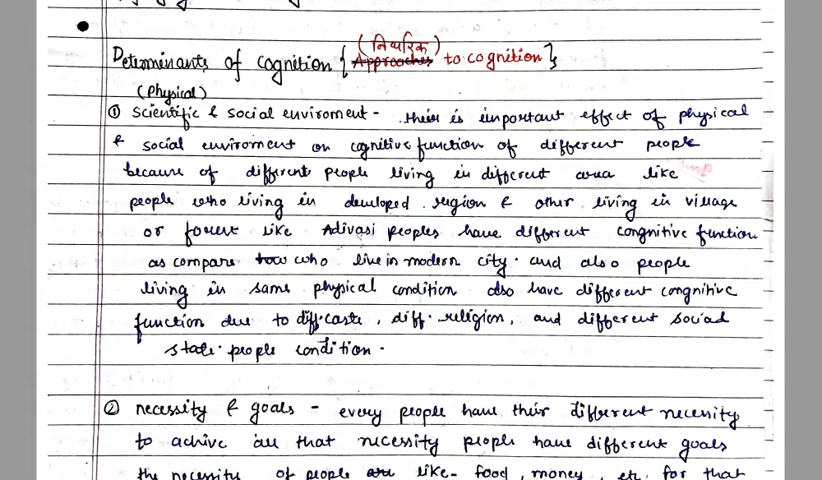 Determinants of cognition { (निर्धारक) Approaches to cognition }
(Physical)
① Scientific & social enviroment - their is important effect of physical
& social enviroment on cognitive function of different people
because of different people living in different area like
people who living in developed region & other living in village
or forest like Adivasi peoples have different congnitive function
as compare who live in modern city. and also people
living in same physical condition also have different congnitive
function due to diff. caste, diff. religion, and different social
state people condition.
② necessity & goals - every people have their different necessity
to achive all that necessity people have different goals
the necessity of people are like- food, money, etc. for that